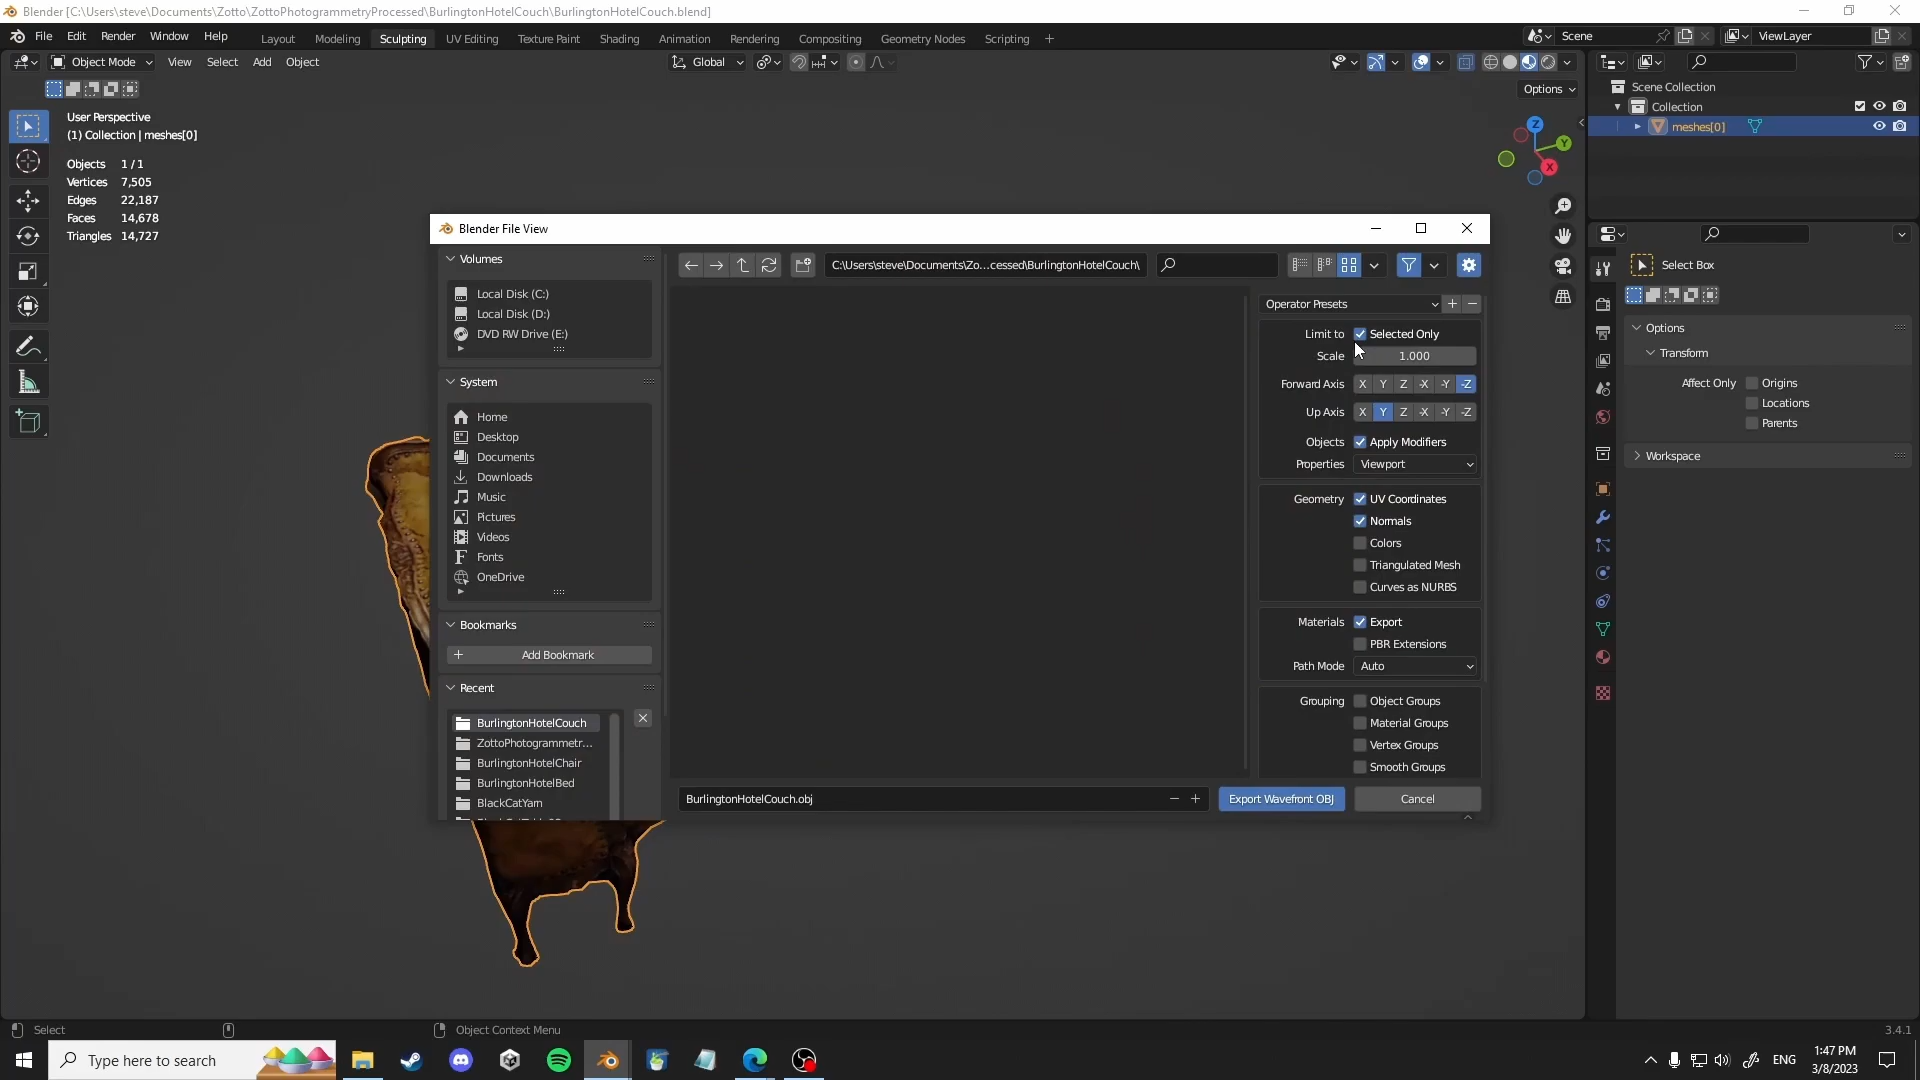 Blender [C:\Users\steve\Documents\Zotto\ZottoPhotogrammetryProcessed\BurlingtonHotelCouch\BurlingtonHotelCouch.blend]
File Edit Render Window Help Layout Modeling Sculpting UV Editing Texture Paint Shading Animation Rendering Compositing Geometry Nodes Scripting + Scene ViewLayer
Object Mode View Select Add Object Global
Options
User Perspective
(1) Collection | meshes[0]
Objects 1 / 1
Vertices 7,505
Edges 22,187
Faces 14,678
Triangles 14,727
Z
Y
X
Scene Collection
Collection
meshes[0]
Select Box
Options
Transform
Affect Only Origins
Locations
Parents
Workspace
Blender File View
Volumes
Local Disk (C:)
Local Disk (D:)
DVD RW Drive (E:)
System
Home
Desktop
Documents
Downloads
Music
Pictures
Videos
Fonts
OneDrive
Bookmarks
Add Bookmark
Recent
BurlingtonHotelCouch
ZottoPhotogrammetr...
BurlingtonHotelChair
BurlingtonHotelBed
BlackCatYarn
C:\Users\steve\Documents\Zo...cessed\BurlingtonHotelCouch\
Operator Presets
Limit to Selected Only
Scale 1.000
Forward Axis X Y Z -X -Y -Z
Up Axis X Y Z -X -Y -Z
Objects Apply Modifiers
Properties Viewport
Geometry UV Coordinates
Normals
Colors
Triangulated Mesh
Curves as NURBS
Materials Export
PBR Extensions
Path Mode Auto
Grouping Object Groups
Material Groups
Vertex Groups
Smooth Groups
BurlingtonHotelCouch.obj Export Wavefront OBJ Cancel
Select Object Context Menu 3.4.1
Type here to search ENG 1:47 PM
3/8/2023